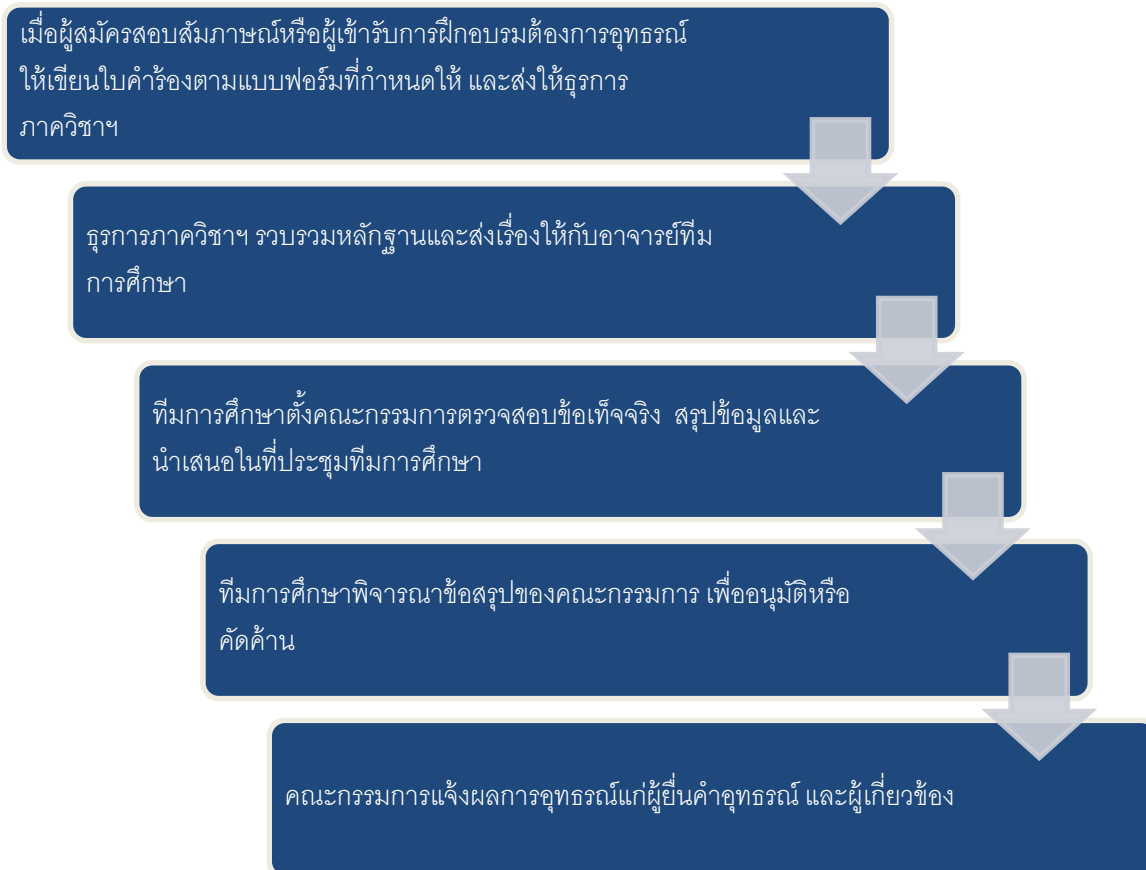 เมื่อผู้สมัครสอบสัมภาษณ์หรือผู้เข้ารับการฝึกอบรมต้องการอุทธรณ์
ให้เขียนใบคำร้องตามแบบฟอร์มที่กำหนดให้ และส่งให้ธุรการ
ภาควิชาฯ
ธุรการภาควิชาฯ รวบรวมหลักฐานและส่งเรื่องให้กับอาจารย์ทีม
การศึกษา
ทีมการศึกษาตั้งคณะกรรมการตรวจสอบข้อเท็จจริง สรุปข้อมูลและ
นำเสนอในที่ประชุมทีมการศึกษา
ทีมการศึกษาพิจารณาข้อสรุปของคณะกรรมการ เพื่ออนุมัติหรือ
คัดค้าน
คณะกรรมการแจ้งผลการอุทธรณ์แก่ผู้ยื่นคำอุทธรณ์ และผู้เกี่ยวข้อง